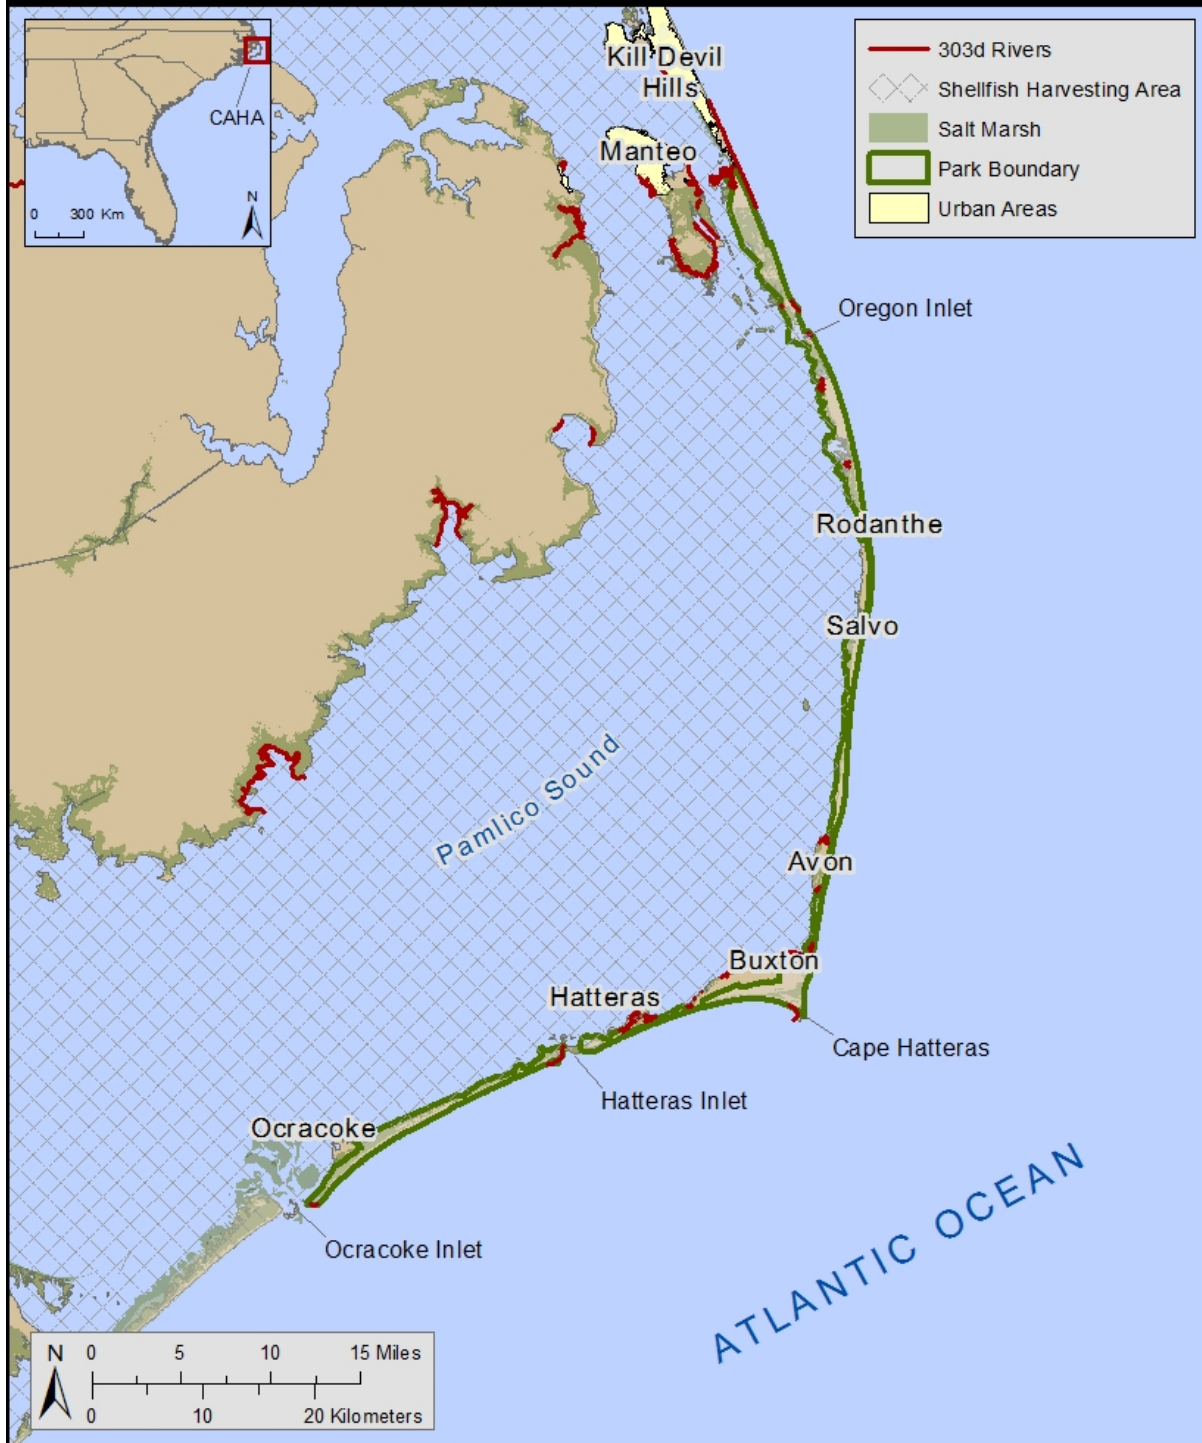 CAHA
N
0 300 Km
303d Rivers
Shellfish Harvesting Area
Salt Marsh
Park Boundary
Urban Areas
Kill Devil
Hills
Manteo
Oregon Inlet
Rodanthe
Salvo
Pamlico Sound
Avon
Buxton
Hatteras
Cape Hatteras
Hatteras Inlet
Ocracoke
Ocracoke Inlet
ATLANTIC OCEAN
N 0 5 10 15 Miles
0 10 20 Kilometers